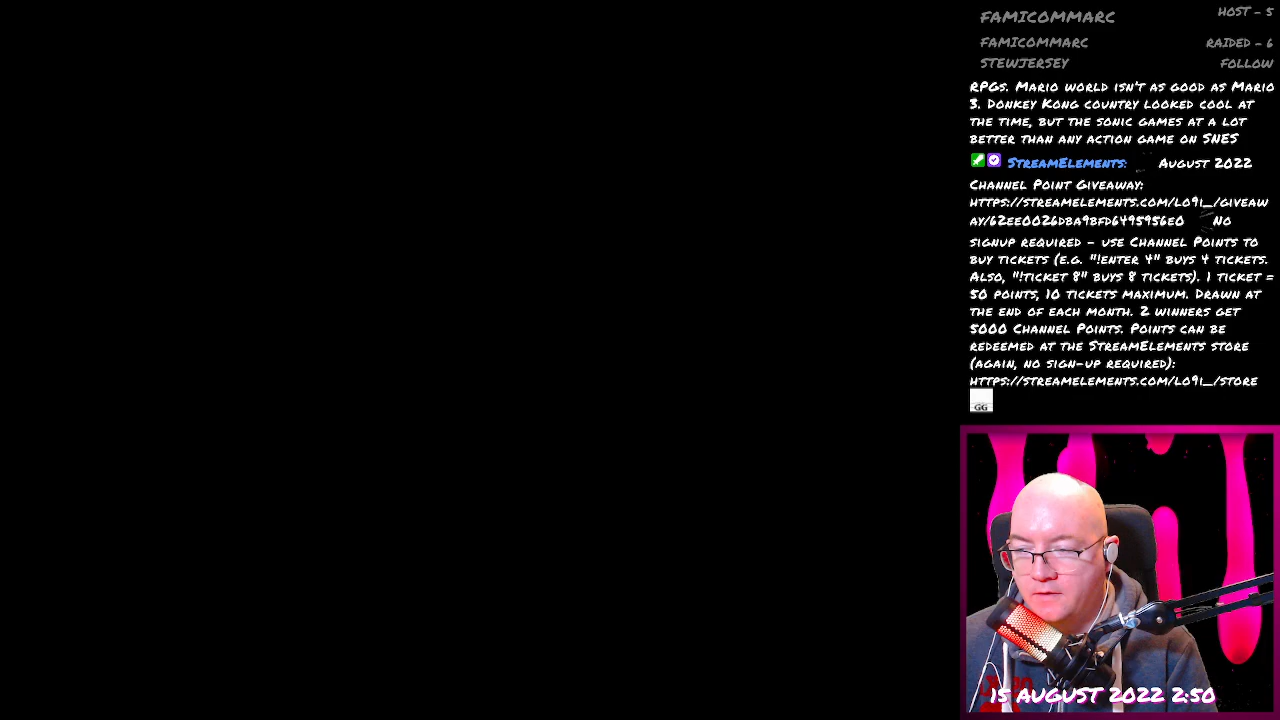 FAMICOMMARC HOST - 5
FAMICOMMARC RAIDED - 6
STEWJERSEY FOLLOW
RPGs. Mario world isn't as good as Mario
3. Donkey Kong country looked cool at
the time, but the sonic games at a lot
better than any action game on SNES
StreamElements: August 2022
Channel Point Giveaway:
https://streamelements.com/lo9i_/giveaw
ay/62ee0026dba9bfd6495956e0 No
signup required - use Channel Points to
buy tickets (e.g. "!enter 4" buys 4 tickets.
Also, "!ticket 8" buys 8 tickets). 1 ticket =
50 points, 10 tickets maximum. Drawn at
the end of each month. 2 winners get
5000 Channel Points. Points can be
redeemed at the StreamElements store
(again, no sign-up required):
https://streamelements.com/lo9i_/store
GG
15 AUGUST 2022 2:50